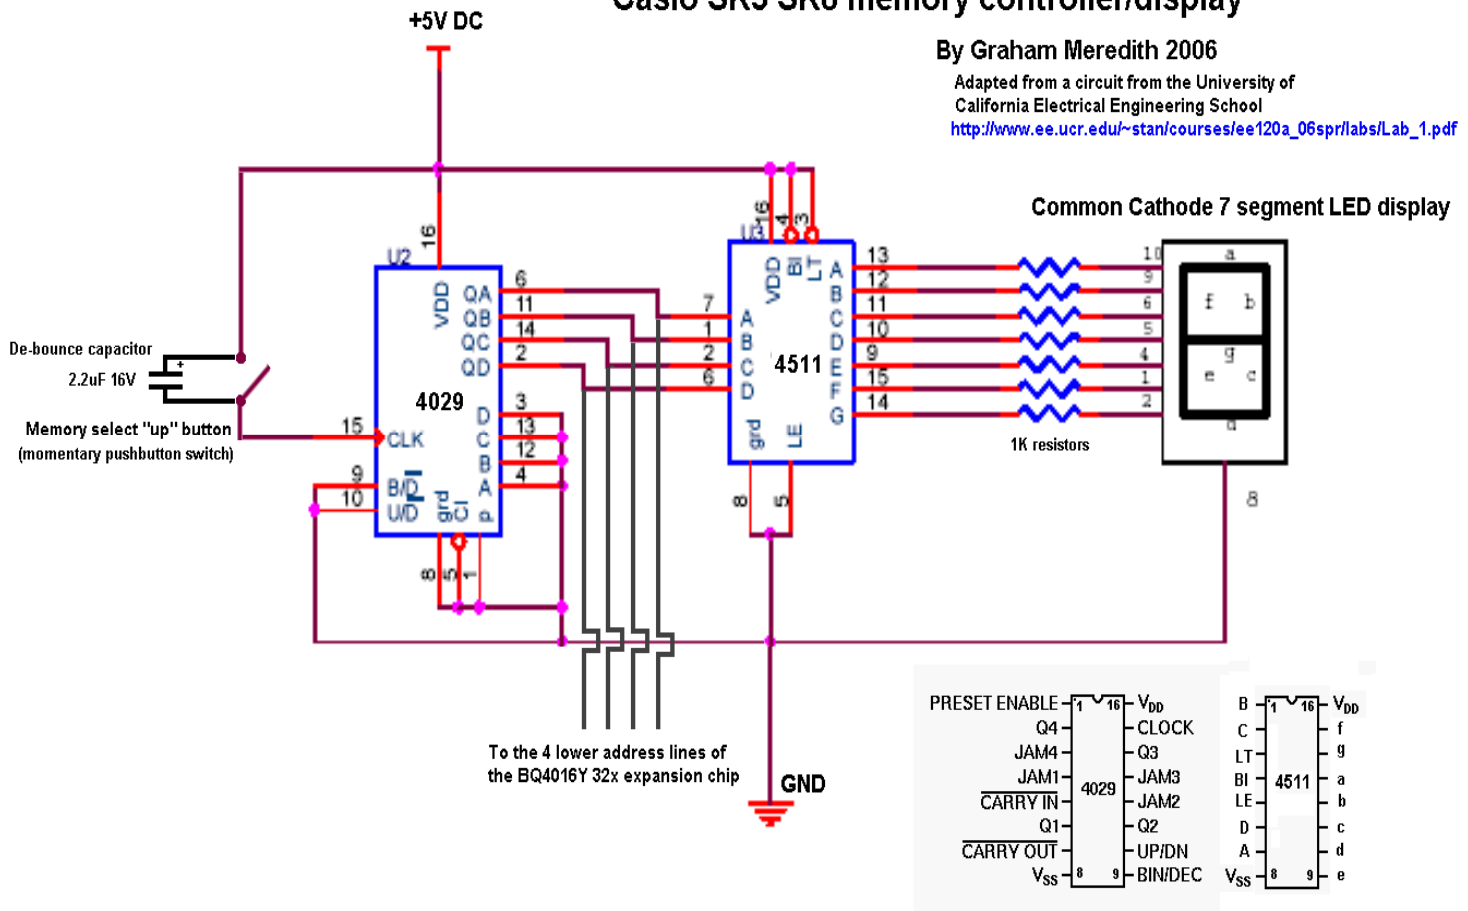 Casio SK5 SK8 memory controller/display
+5V DC
By Graham Meredith 2006
Adapted from a circuit from the University of
California Electrical Engineering School
http://www.ee.ucr.edu/~stan/courses/ee120a_06spr/labs/Lab_1.pdf
Common Cathode 7 segment LED display
U2
16
VDD
QA 6
QB 11
QC 14
QD 2
4029
D 3
C 13
B 12
A 4
15 CLK
9 B/D
10 U/D
grd
CI
P
8
5
1
De-bounce capacitor
+
2.2uF 16V
Memory select "up" button
(momentary pushbutton switch)
U3
16
4
3
VDD
BI
LT
7 A
1 B
2 C
6 D
4511
A 13
B 12
C 11
D 10
E 9
F 15
G 14
grd
LE
8
5
1K resistors
10
9
6
5
4
1
2
a
f b
g
e c
d
8
To the 4 lower address lines of
the BQ4016Y 32x expansion chip
GND
PRESET ENABLE 1 16 VDD
Q4 CLOCK
JAM4 Q3
JAM1 JAM3
4029
CARRY IN JAM2
Q1 Q2
CARRY OUT UP/DN
VSS 8 9 BIN/DEC
B 1 16 VDD
C f
LT g
BI 4511 a
LE b
D c
A d
VSS 8 9 e